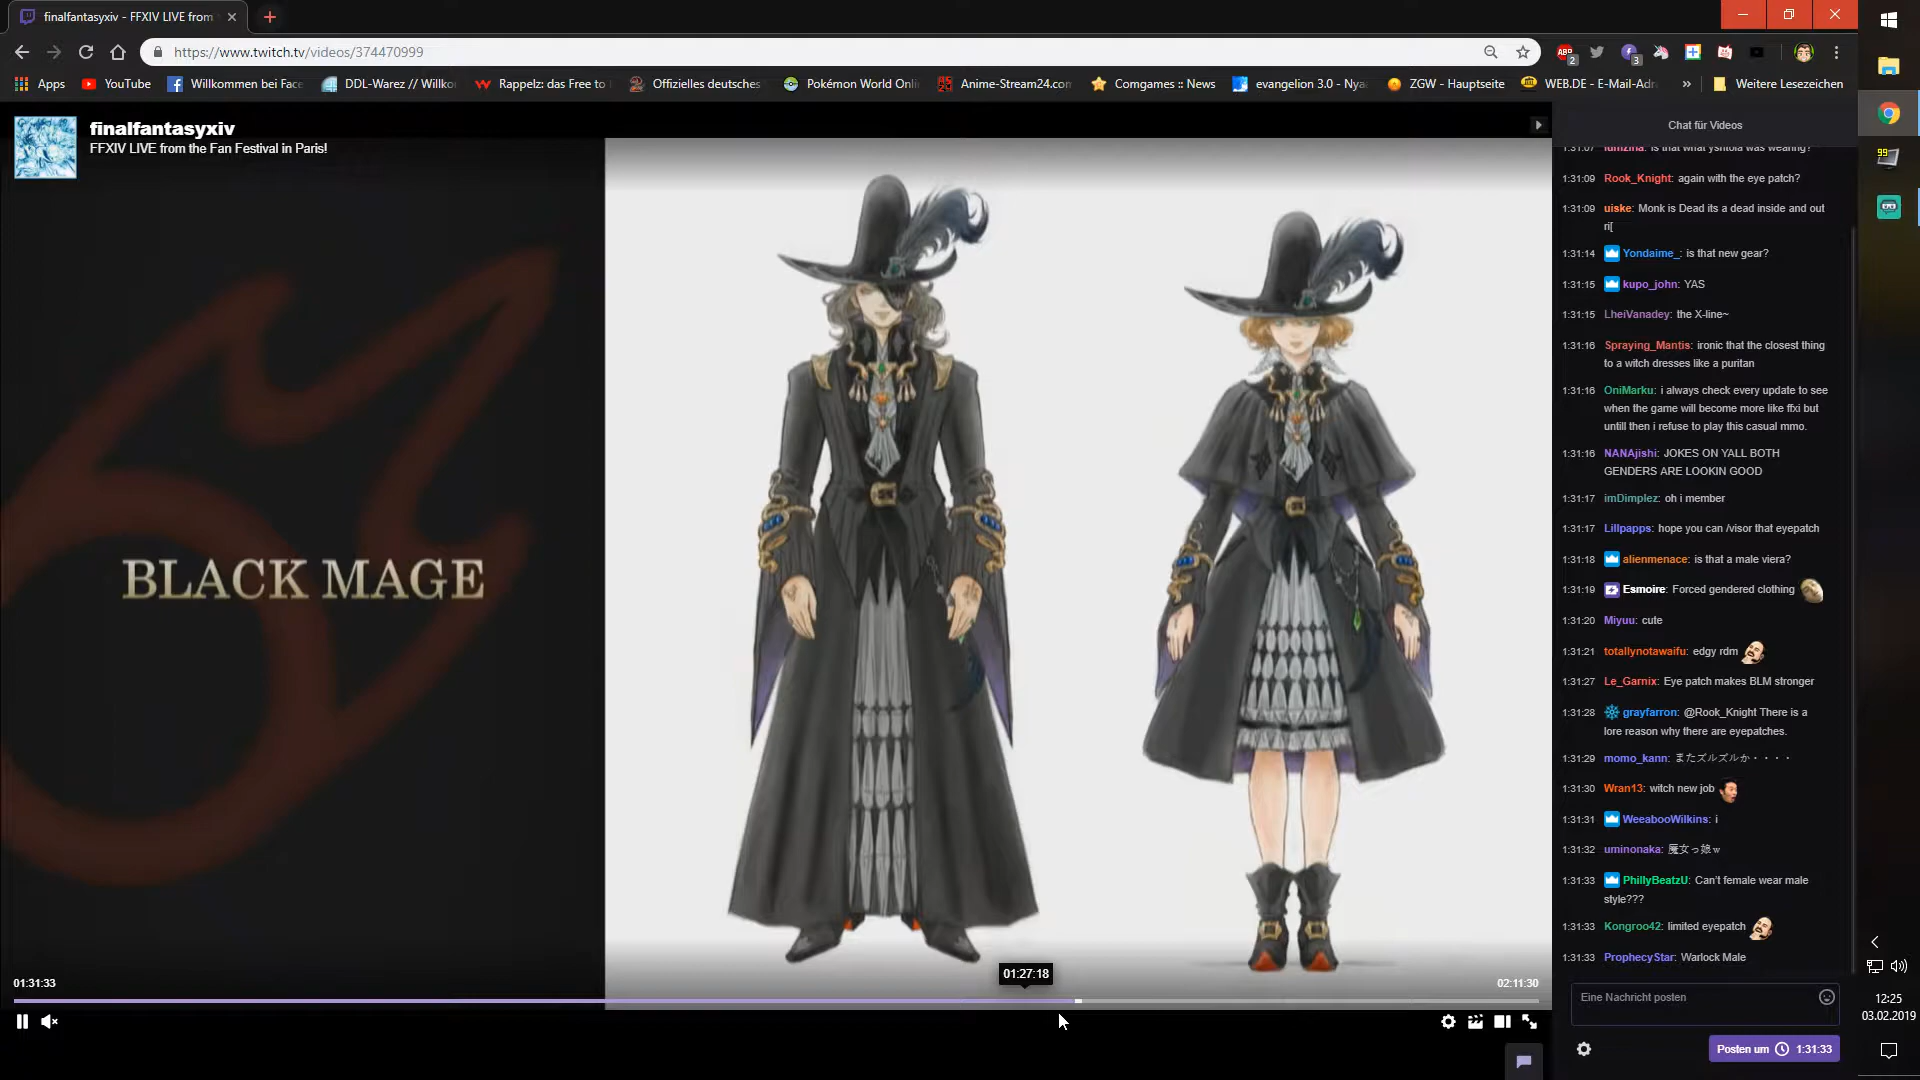 finalfantasyxiv - FFXIV LIVE from
https://www.twitch.tv/videos/374470999
2
3
Apps
YouTube
Willkommen bei Face
DDL-Warez // Willko
Rappelz: das Free to
Offizielles deutsches
Pokémon World Onli
Anime-Stream24.com
Comgames :: News
evangelion 3.0 - Nya
ZGW - Hauptseite
WEB.DE - E-Mail-Adr
»
Weitere Lesezeichen
finalfantasyxiv
FFXIV LIVE from the Fan Festival in Paris!
BLACK MAGE
01:31:33
01:27:18
02:11:30
Chat für Videos
1:31:07 is that what yshtola was wearing?
1:31:09 Rook_Knight: again with the eye patch?
1:31:09 uiske: Monk is Dead its a dead inside and out
ri[
1:31:14 Yondaime_: is that new gear?
1:31:15 kupo_john: YAS
1:31:15 LheiVanadey: the X-line~
1:31:16 Spraying_Mantis: ironic that the closest thing
to a witch dresses like a puritan
1:31:16 OniMarku: i always check every update to see
when the game will become more like ffxi but
untill then i refuse to play this casual mmo.
1:31:16 NANAjishi: JOKES ON YALL BOTH
GENDERS ARE LOOKIN GOOD
1:31:17 imDimplez: oh i member
1:31:17 Lillpapps: hope you can /visor that eyepatch
1:31:18 alienmenace: is that a male viera?
1:31:19 Esmoire: Forced gendered clothing
1:31:20 Miyuu: cute
1:31:21 totallynotawaifu: edgy rdm
1:31:27 Le_Garnix: Eye patch makes BLM stronger
1:31:28 grayfarron: @Rook_Knight There is a
lore reason why there are eyepatches.
1:31:29 momo_kann: またズルズルか・・・・
1:31:30 Wran13: witch new job
1:31:31 WeeabooWilkins: i
1:31:32 uminonaka: 魔女っ娘ｗ
1:31:33 PhillyBeatzU: Can't female wear male
style???
1:31:33 Kongroo42: limited eyepatch
1:31:33 ProphecyStar: Warlock Male
Eine Nachricht posten
Posten um 1:31:33
99
12:25
03.02.2019